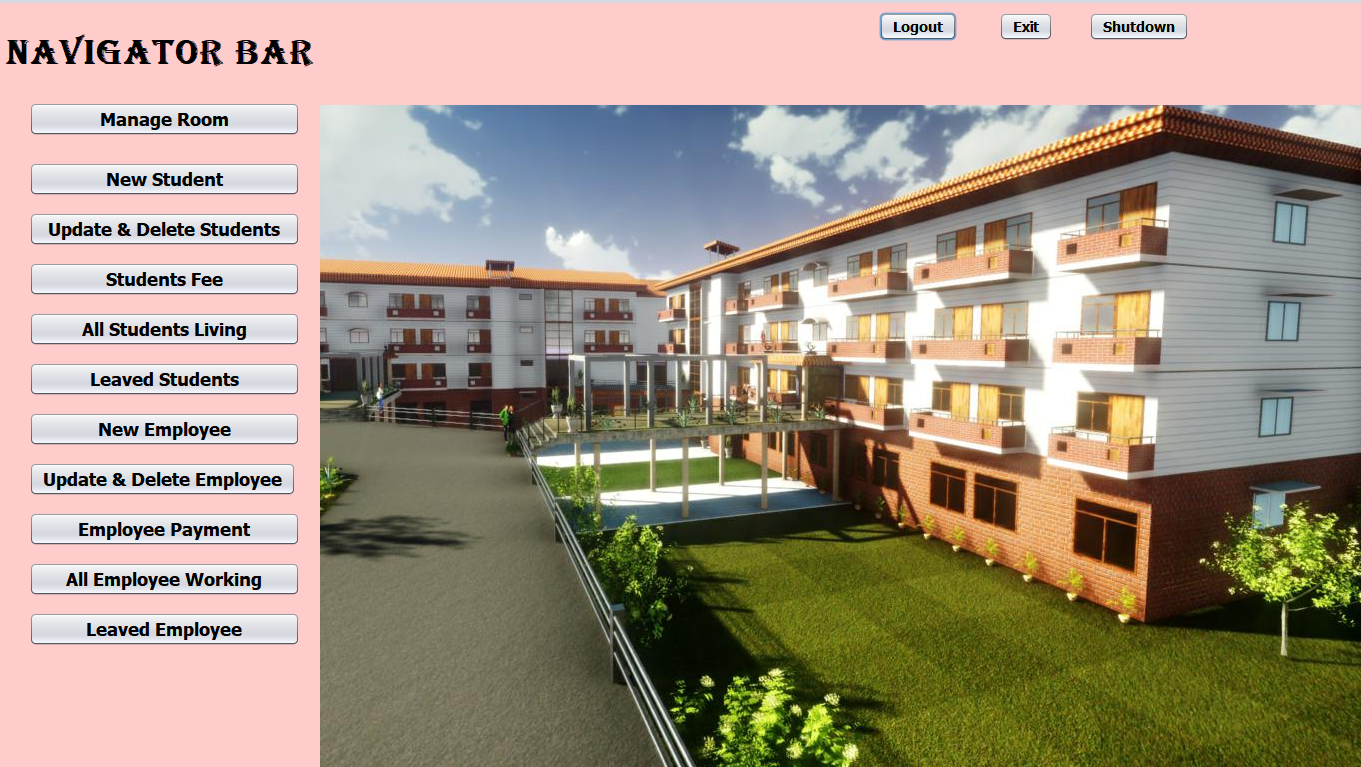 Logout Exit Shutdown
NAVIGATOR BAR
Manage Room
New Student
Update & Delete Students
Students Fee
All Students Living
Leaved Students
New Employee
Update & Delete Employee
Employee Payment
All Employee Working
Leaved Employee